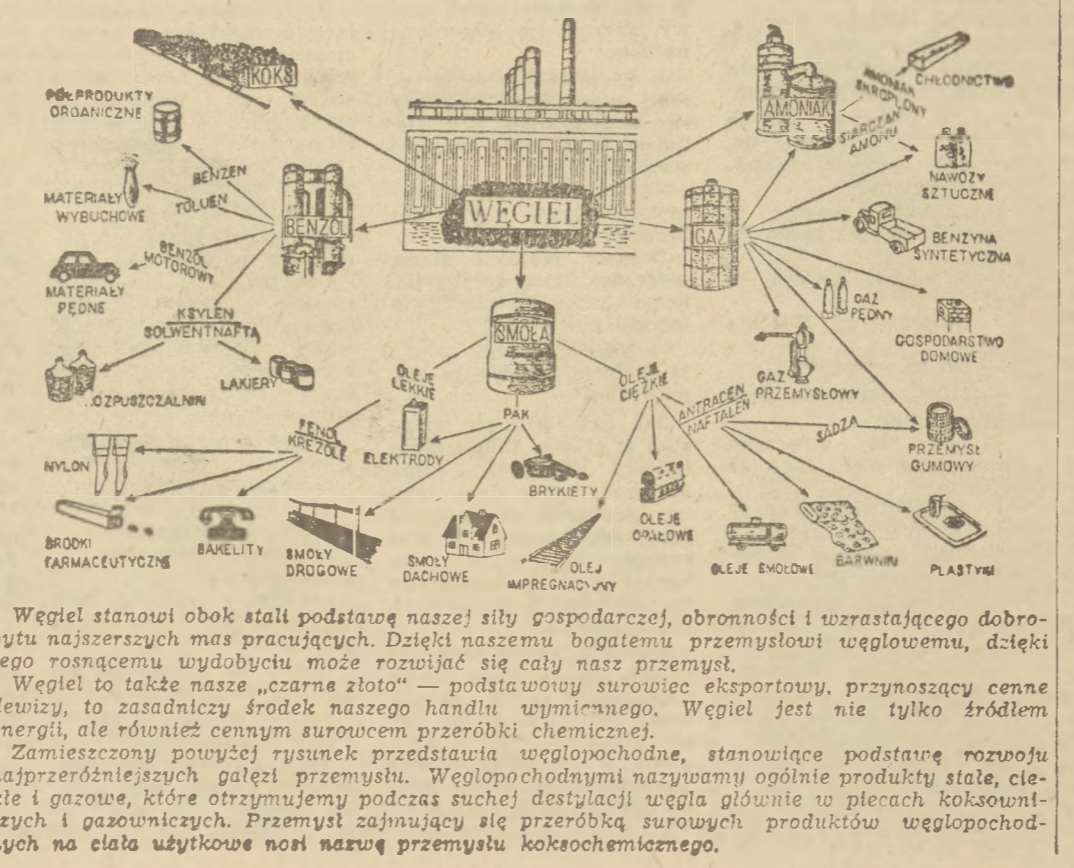 KOKS
PÓŁPRODUKTY
ORGANICZNE
BENZEN
TOLUEN
MATERIAŁY
WYBUCHOWE
BENZOL
BENZOL
MOTOROWY
MATERIAŁY
PĘDNE
KSYLEN
SOLWENTNAFTA
LAKIERY
OZPUSZCZALNIKI
WĘGIEL
AMONIAK
AMONIAK
SKROPLONY
CHŁODNICTWO
SIARCZAN
AMONU
NAWOZY
SZTUCZNE
GAZ
BENZYNA
SYNTETYCZNA
GAZ
PĘDNY
GOSPODARSTWO
DOMOWE
GAZ
PRZEMYSŁOWY
SADZA
PRZEMYSŁ
GUMOWY
SMOŁA
OLEJE
LEKKIE
FENOL
KREZOLE
NYLON
ŚRODKI
FARMACEUTYCZNE
BAKELITY
PAK
ELEKTRODY
SMOŁY
DROGOWE
SMOŁY
DACHOWE
BRYKIETY
OLEJE
CIĘŻKIE
OLEJ
IMPREGNACYJNY
OLEJE
OPAŁOWE
ANTRACEN
NAFTALEN
OLEJE SMOŁOWE
BARWNIKI
PLASTYKI
Węgiel stanowi obok stali podstawę naszej siły gospodarczej, obronności i wzrastającego dobro-
bytu najszerszych mas pracujących. Dzięki naszemu bogatemu przemysłowi węglowemu, dzięki
jego rosnącemu wydobyciu może rozwijać się cały nasz przemysł.
Węgiel to także nasze „czarne złoto" — podstawowy surowiec eksportowy, przynoszący cenne
dewizy, to zasadniczy środek naszego handlu wymiennego. Węgiel jest nie tylko źródłem
energii, ale również cennym surowcem przeróbki chemicznej.
Zamieszczony powyżej rysunek przedstawia węglopochodne, stanowiące podstawę rozwoju
najprzeróżniejszych gałęzi przemysłu. Węglopochodnymi nazywamy ogólnie produkty stałe, cie-
kłe i gazowe, które otrzymujemy podczas suchej destylacji węgla głównie w piecach koksowni-
czych i gazowniczych. Przemysł zajmujący się przeróbką surowych produktów węglopochod-
nych na ciała użytkowe nosi nazwę przemysłu koksochemicznego.